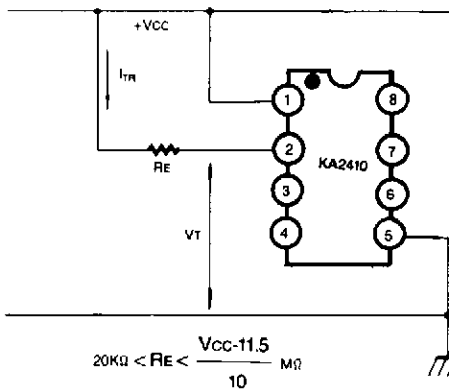 +VCC
ITR
1
8
2
RE
KA2410
7
3
6
VT
4
5
20KΩ < RE < VCC-11.5 / 10 MΩ